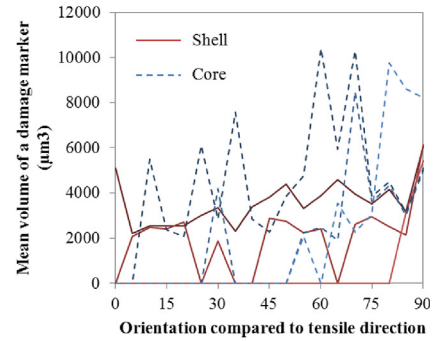 12000
10000
8000
6000
4000
2000
0
Mean volume of a damage marker
(µm3)
Shell
Core
0 15 30 45 60 75 90
Orientation compared to tensile direction